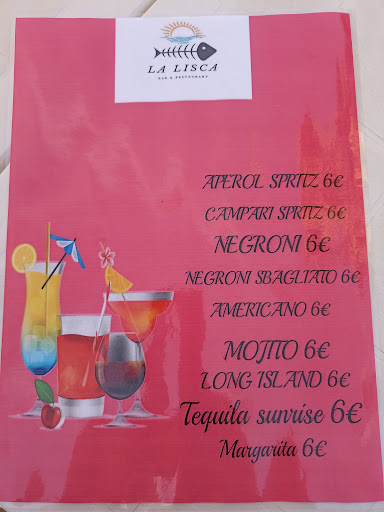 LA LISCA
BAR & RESTAURANT
APEROL SPRITZ 6€
CAMPARI SPRITZ 6€
NEGRONI 6€
NEGRONI SBAGLIATO 6€
AMERICANO 6€
MOJITO 6€
LONG ISLAND 6€
Tequila sunrise 6€
Margarita 6€